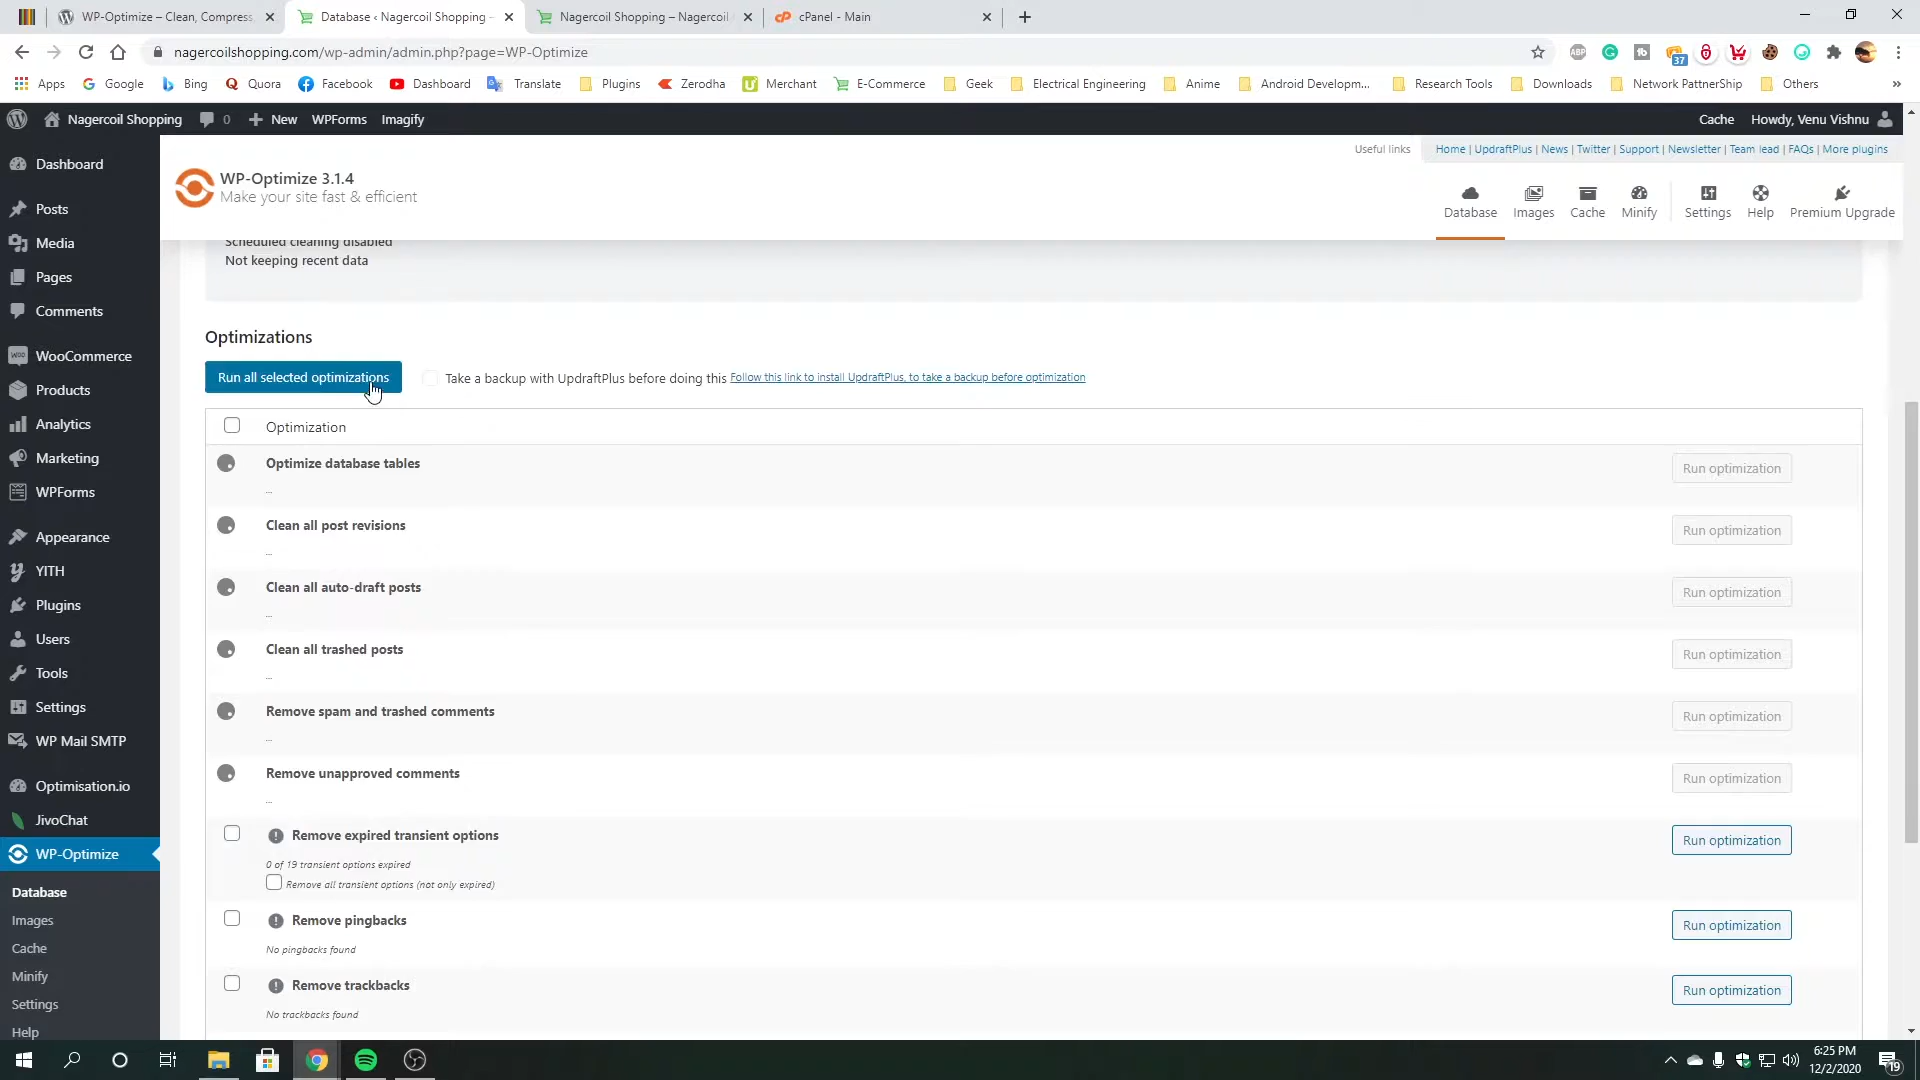 WP-Optimize – Clean, Compress,
Database ‹ Nagercoil Shopping –
Nagercoil Shopping – Nagercoil
cPanel - Main
nagercoilshopping.com/wp-admin/admin.php?page=WP-Optimize
ABP
37
Apps
Google
Bing
Quora
Facebook
Dashboard
Translate
Plugins
Zerodha
Merchant
E-Commerce
Geek
Electrical Engineering
Anime
Android Developm...
Research Tools
Downloads
Network PartnerShip
Others
»
Nagercoil Shopping
0
New
WPForms
Imagify
Cache
Howdy, Venu Vishnu
Dashboard
Posts
Media
Pages
Comments
WooCommerce
Products
Analytics
Marketing
WPForms
Appearance
YITH
Plugins
Users
Tools
Settings
WP Mail SMTP
Optimisation.io
JivoChat
WP-Optimize
Database
Images
Cache
Minify
Settings
Help
WP-Optimize 3.1.4
Make your site fast & efficient
Useful links
Home | UpdraftPlus | News | Twitter | Support | Newsletter | Team lead | FAQs | More plugins
Database
Images
Cache
Minify
Settings
Help
Premium Upgrade
Scheduled cleaning disabled
Not keeping recent data
Optimizations
Run all selected optimizations
Take a backup with UpdraftPlus before doing this Follow this link to install UpdraftPlus, to take a backup before optimization
Optimization
Optimize database tables
...
Run optimization
Clean all post revisions
...
Run optimization
Clean all auto-draft posts
...
Run optimization
Clean all trashed posts
...
Run optimization
Remove spam and trashed comments
...
Run optimization
Remove unapproved comments
...
Run optimization
Remove expired transient options
0 of 19 transient options expired
Remove all transient options (not only expired)
Run optimization
Remove pingbacks
No pingbacks found
Run optimization
Remove trackbacks
No trackbacks found
Run optimization
6:25 PM
12/2/2020
19